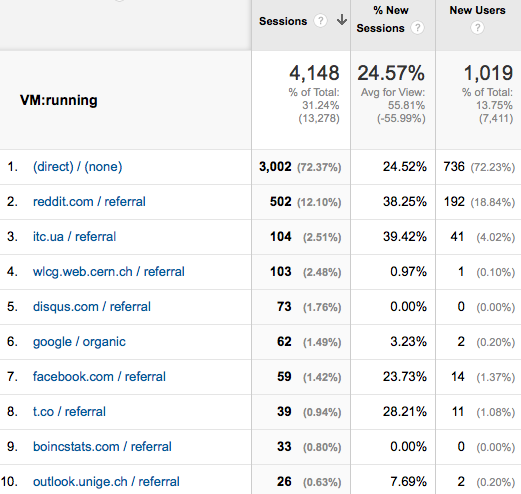 Sessions ? ↓ % New Sessions ? New Users ?
VM:running
4,148 24.57% 1,019
% of Total: Avg for View: % of Total:
31.24% 55.81% 13.75%
(13,278) (-55.99%) (7,411)
1. (direct) / (none) 3,002 (72.37%) 24.52% 736 (72.23%)
2. reddit.com / referral 502 (12.10%) 38.25% 192 (18.84%)
3. itc.ua / referral 104 (2.51%) 39.42% 41 (4.02%)
4. wlcg.web.cern.ch / referral 103 (2.48%) 0.97% 1 (0.10%)
5. disqus.com / referral 73 (1.76%) 0.00% 0 (0.00%)
6. google / organic 62 (1.49%) 3.23% 2 (0.20%)
7. facebook.com / referral 59 (1.42%) 23.73% 14 (1.37%)
8. t.co / referral 39 (0.94%) 28.21% 11 (1.08%)
9. boincstats.com / referral 33 (0.80%) 0.00% 0 (0.00%)
10. outlook.unige.ch / referral 26 (0.63%) 7.69% 2 (0.20%)